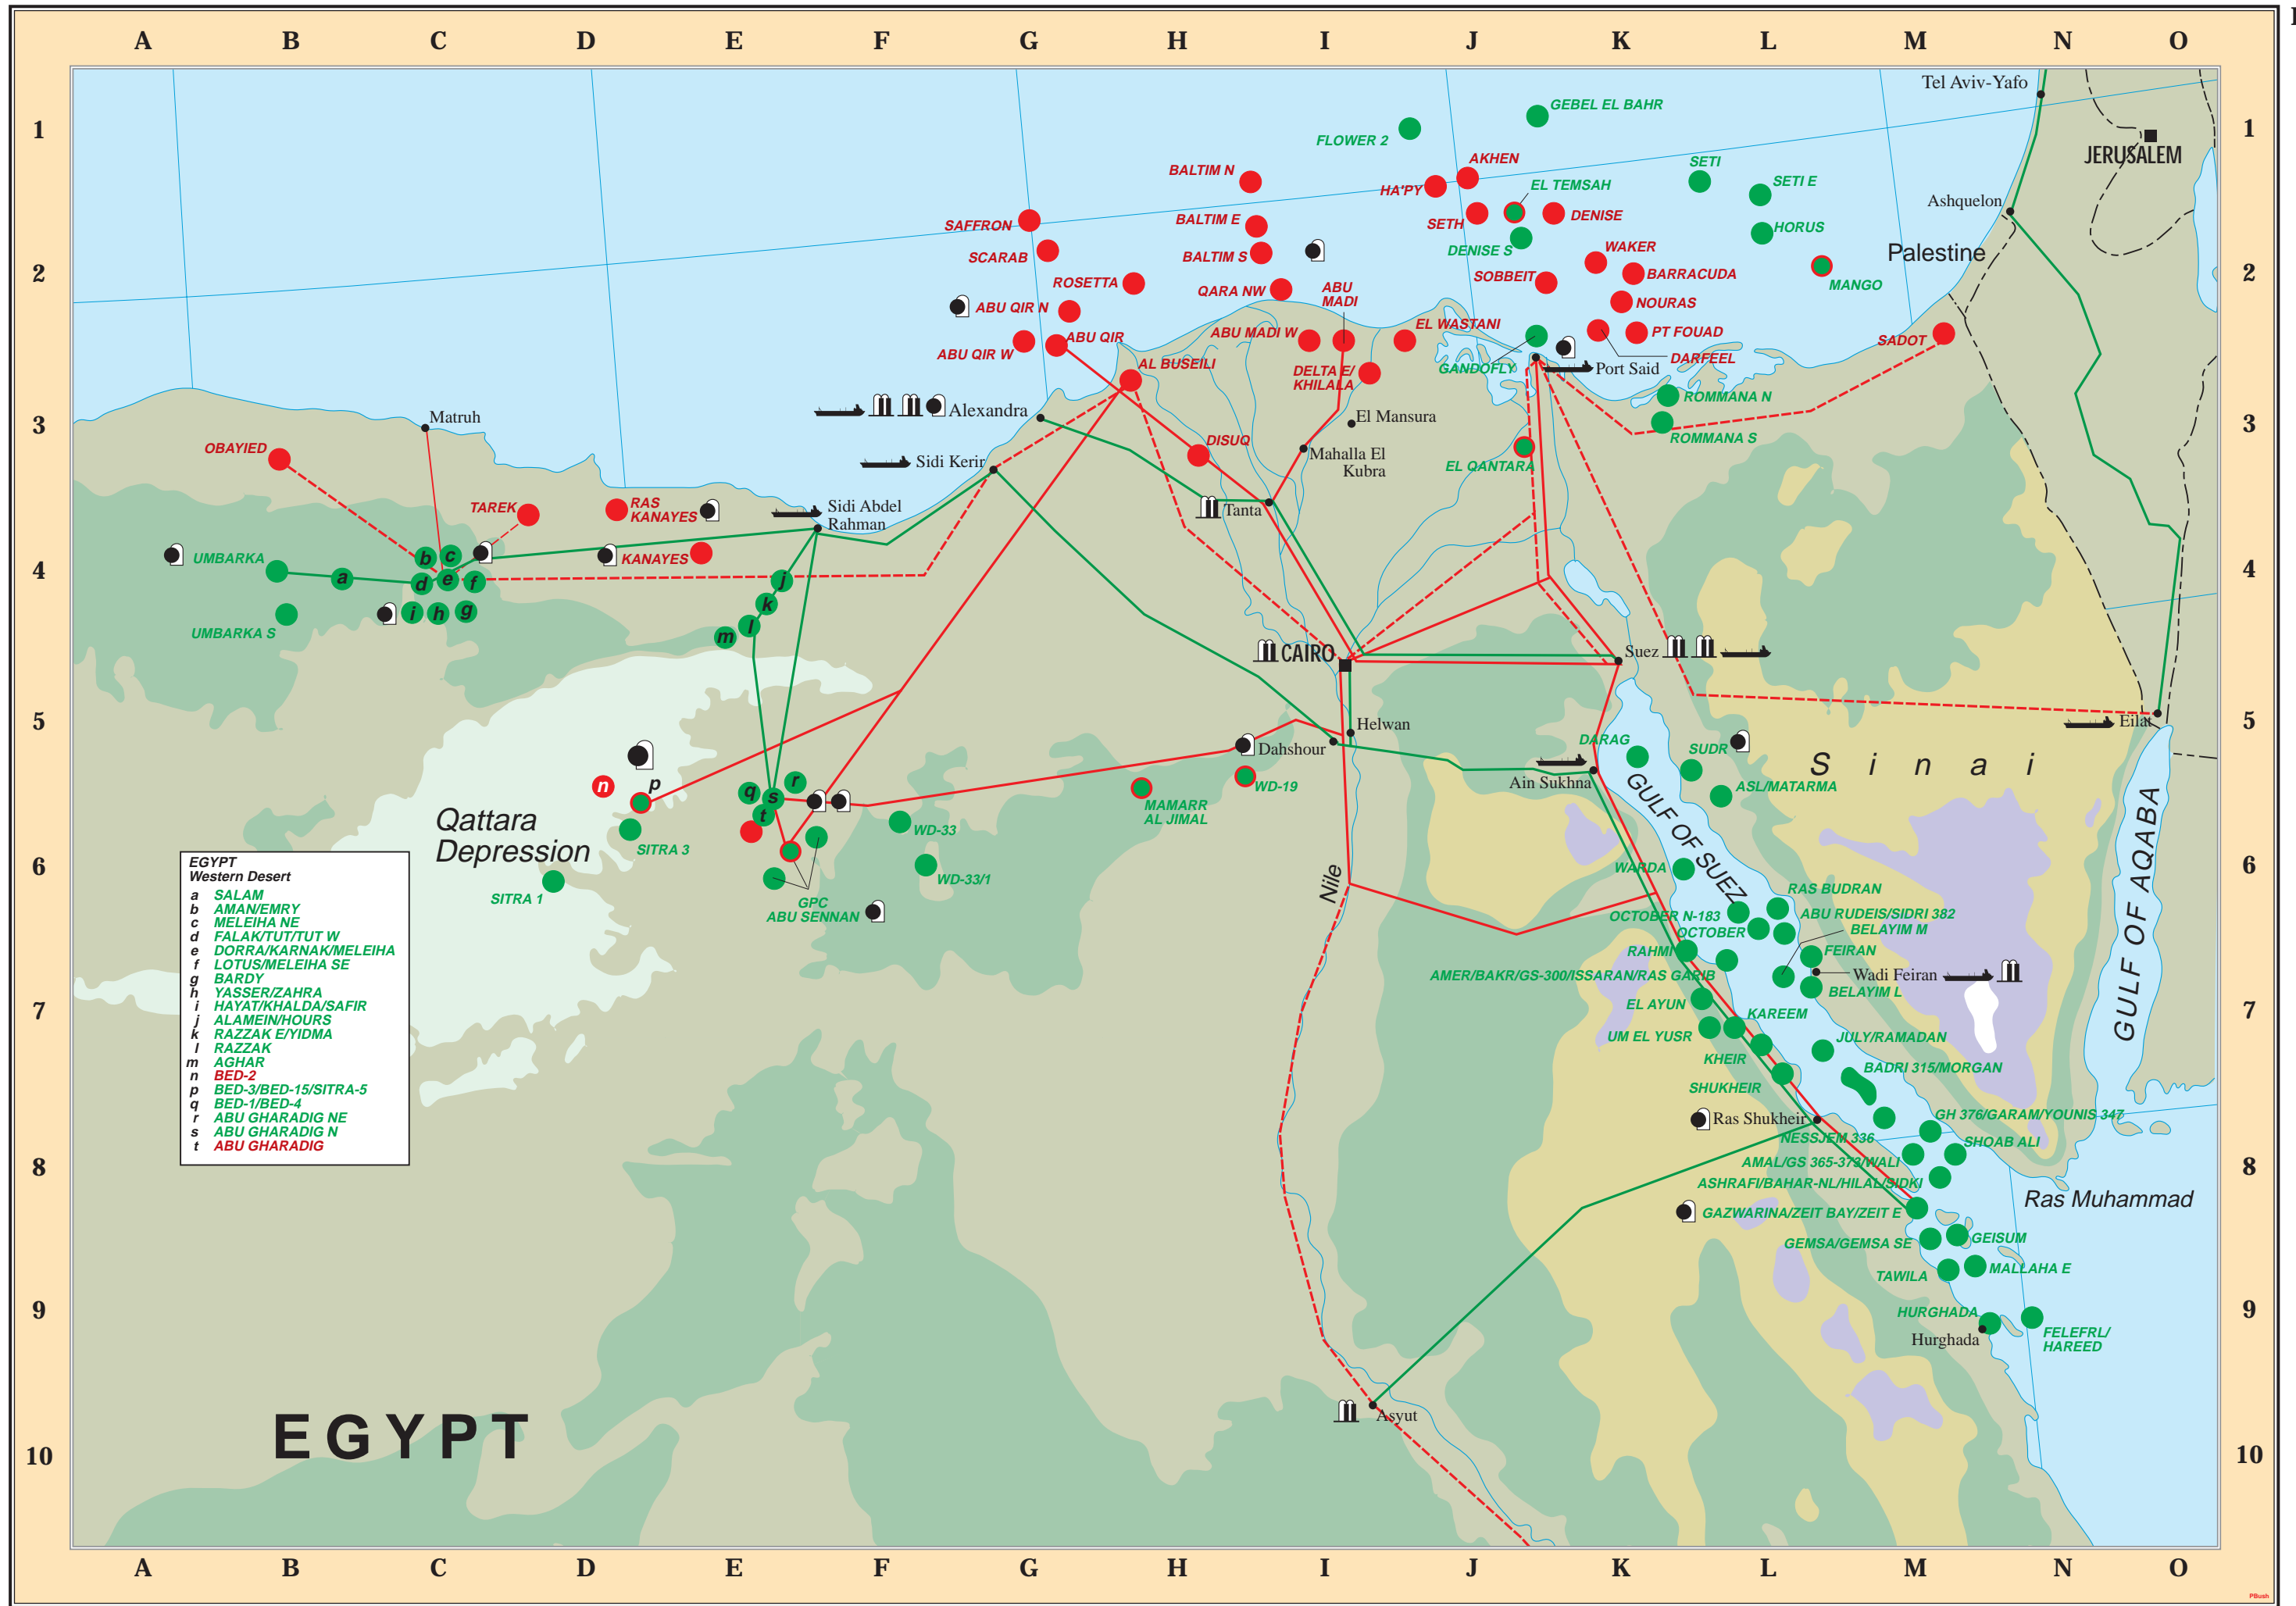 A B C D E F G H I J K L M N O
1
2
3
4
5
6
7
8
9
10
1
2
3
4
5
6
7
8
9
10
Tel Aviv-Yafo
JERUSALEM
Ashquelon
Palestine
GEBEL EL BAHR
FLOWER 2
AKHEN
BALTIM N
HA'PY
EL TEMSAH
SETI
SETI E
SAFFRON
BALTIM E
SETH
DENISE
HORUS
SCARAB
BALTIM S
DENISE S
WAKER
BARRACUDA
MANGO
ROSETTA
QARA NW
ABU
MADI
SOBBEIT
NOURAS
ABU QIR N
ABU QIR W
ABU QIR
ABU MADI W
EL WASTANI
PT FOUAD
DARFEEL
SADOT
AL BUSEILI
DELTA E/
KHILALA
GANDOFLY
Port Said
ROMMANA N
ROMMANA S
Matruh
Alexandra
El Mansura
OBAYIED
Sidi Kerir
DISUQ
Mahalla El
Kubra
EL QANTARA
TAREK
RAS
KANAYES
Sidi Abdel
Rahman
Tanta
UMBARKA
KANAYES
UMBARKA S
a
b
c
d
e
f
g
h
i
j
k
l
m
CAIRO
Suez
Helwan
Dahshour
Eilat
DARAG
SUDR
Sinai
Ain Sukhna
ASL/MATARMA
n
p
q
r
s
t
MAMARR
AL JIMAL
WD-19
GULF OF SUEZ
GULF OF AQABA
Qattara
Depression
SITRA 3
WD-33
WD-33/1
SITRA 1
GPC
ABU SENNAN
Nile
WARDA
RAS BUDRAN
OCTOBER N-183
ABU RUDEIS/SIDRI 382
OCTOBER
BELAYIM M
RAHMI
FEIRAN
AMER/BAKR/GS-300/ISSARAN/RAS GARIB
Wadi Feiran
BELAYIM L
EL AYUN
KAREEM
UM EL YUSR
JULY/RAMADAN
KHEIR
BADRI 315/MORGAN
SHUKHEIR
Ras Shukheir
GH 376/GARAM/YOUNIS 347
NESSJEM 336
SHOAB ALI
AMAL/GS 365-373/WALI
ASHRAFI/BAHAR-NL/HILAL/SIDKI
Ras Muhammad
GAZWARINA/ZEIT BAY/ZEIT E
GEMSA/GEMSA SE
GEISUM
TAWILA
MALLAHA E
HURGHADA
Hurghada
FELEFRL/
HAREED
Asyut
EGYPT
Western Desert
a SALAM
b AMAN/EMRY
c MELEIHA NE
d FALAK/TUT/TUT W
e DORRA/KARNAK/MELEIHA
f LOTUS/MELEIHA SE
g BARDY
h YASSER/ZAHRA
i HAYAT/KHALDA/SAFIR
j ALAMEIN/HOURS
k RAZZAK E/YIDMA
l RAZZAK
m AGHAR
n BED-2
p BED-3/BED-15/SITRA-5
q BED-1/BED-4
r ABU GHARADIG NE
s ABU GHARADIG N
t ABU GHARADIG
EGYPT
A B C D E F G H I J K L M N O
PBush